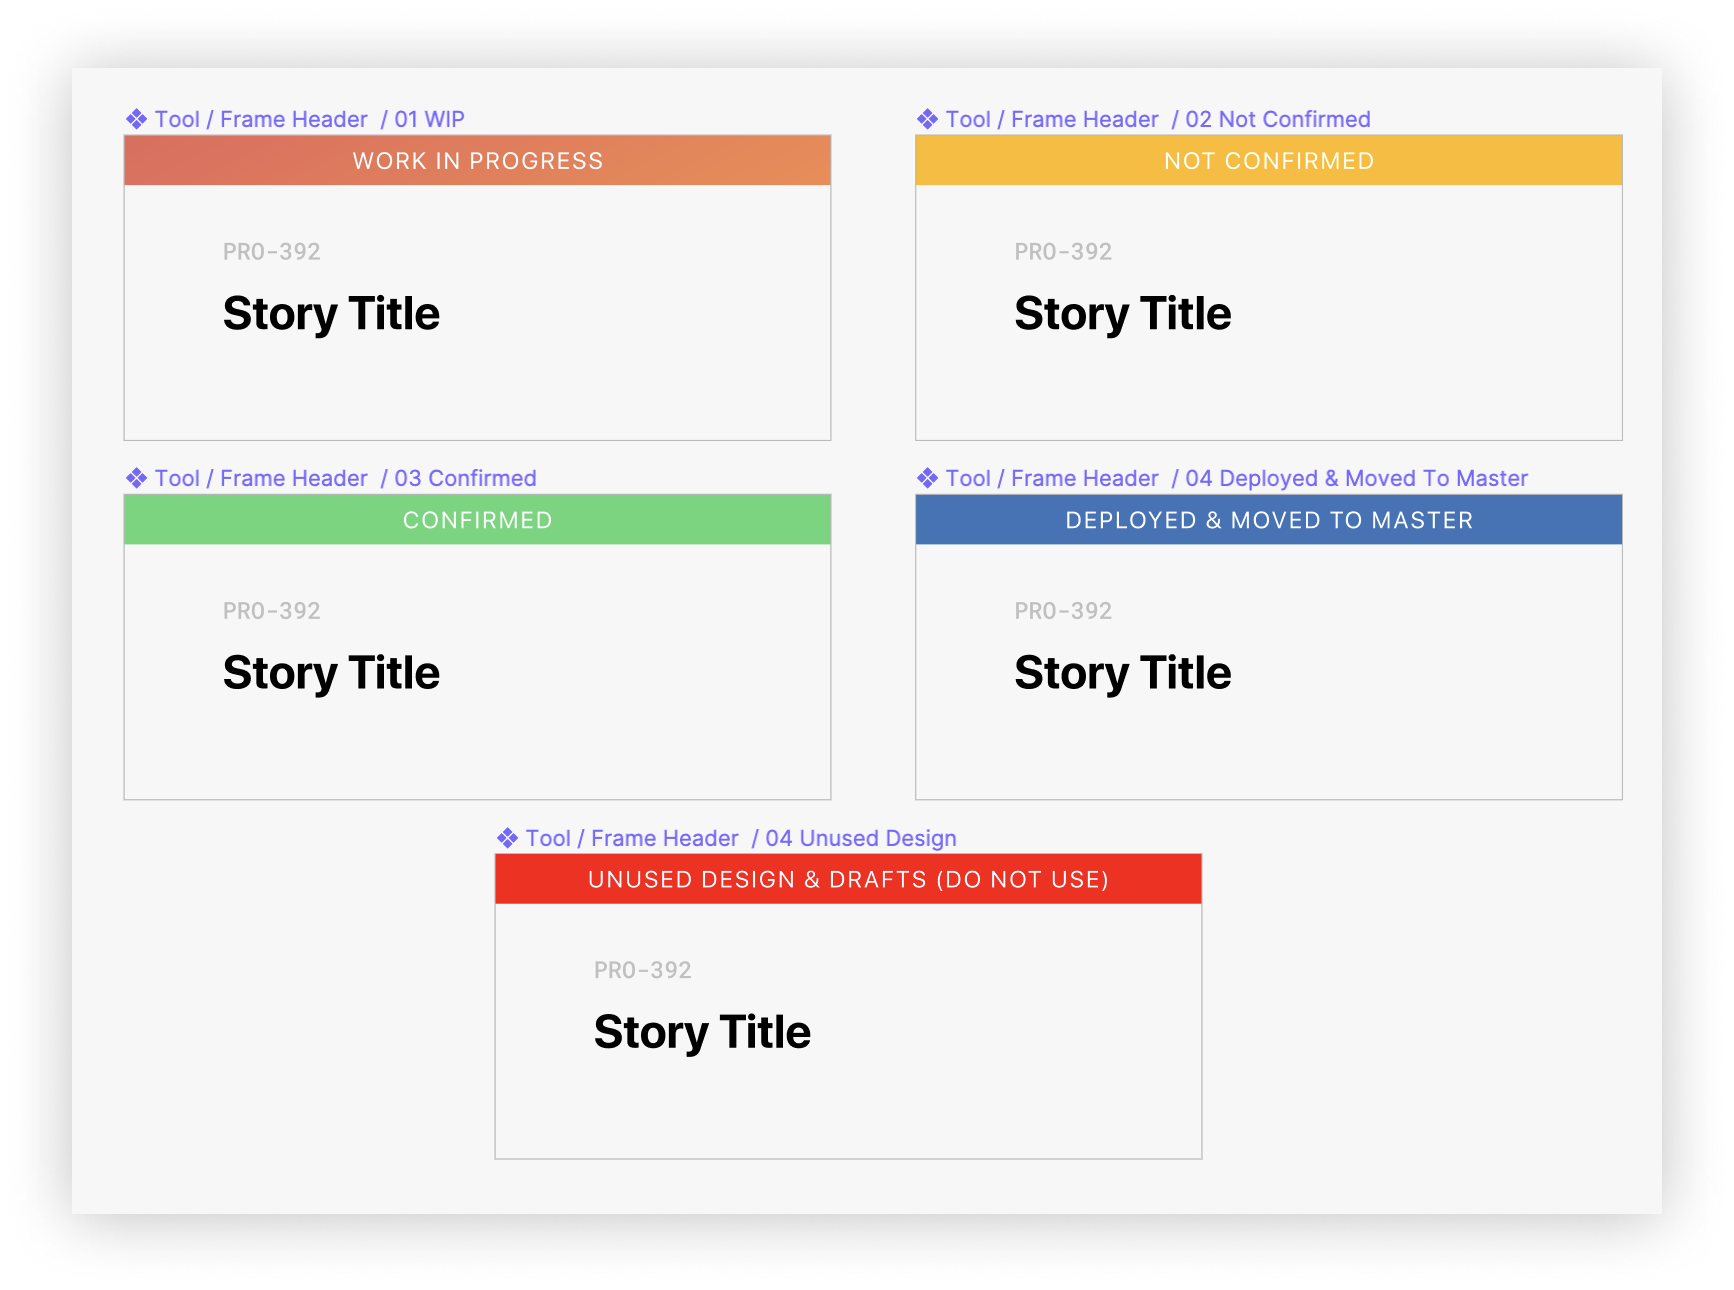 Tool / Frame Header / 01 WIP
WORK IN PROGRESS
PRO-392
Story Title
Tool / Frame Header / 02 Not Confirmed
NOT CONFIRMED
PRO-392
Story Title
Tool / Frame Header / 03 Confirmed
CONFIRMED
PRO-392
Story Title
Tool / Frame Header / 04 Deployed & Moved To Master
DEPLOYED & MOVED TO MASTER
PRO-392
Story Title
Tool / Frame Header / 04 Unused Design
UNUSED DESIGN & DRAFTS (DO NOT USE)
PRO-392
Story Title